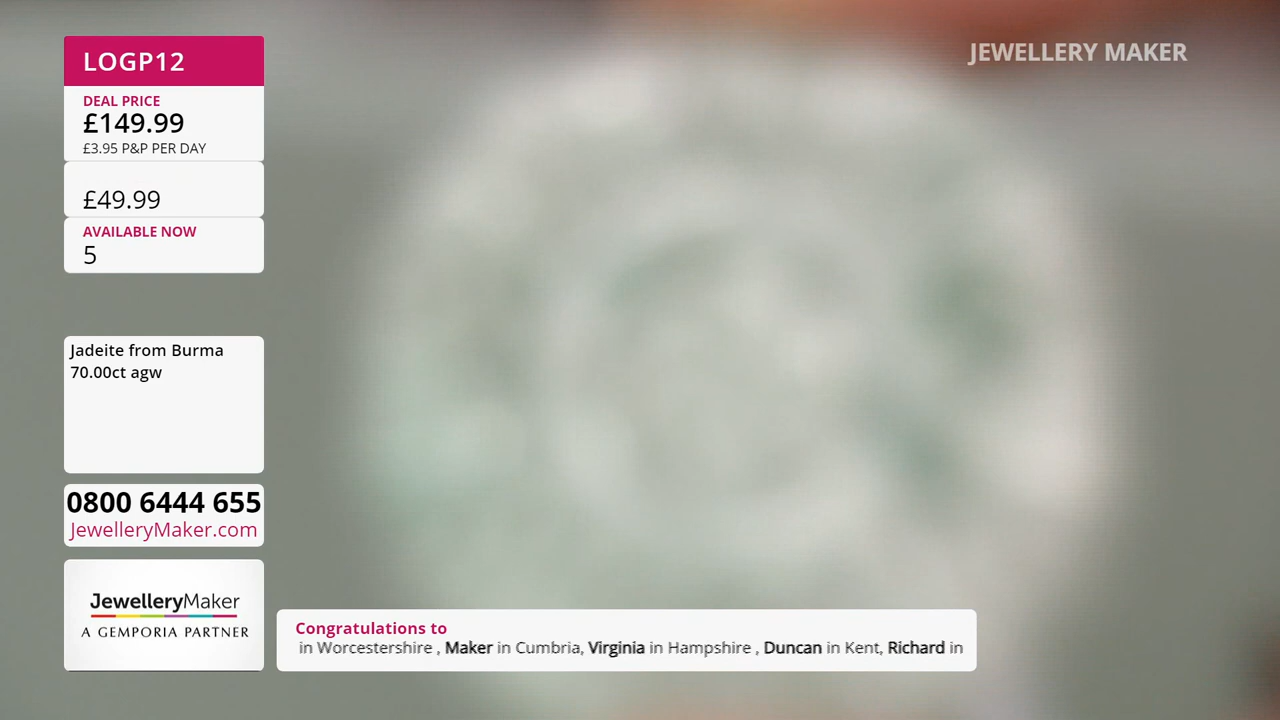 LOGP12
DEAL PRICE
£149.99
£3.95 P&P PER DAY
£49.99
AVAILABLE NOW
5
Jadeite from Burma
70.00ct agw
0800 6444 655
JewelleryMaker.com
JewelleryMaker
A GEMPORIA PARTNER
JEWELLERY MAKER
Congratulations to
in Worcestershire , Maker in Cumbria, Virginia in Hampshire , Duncan in Kent, Richard in